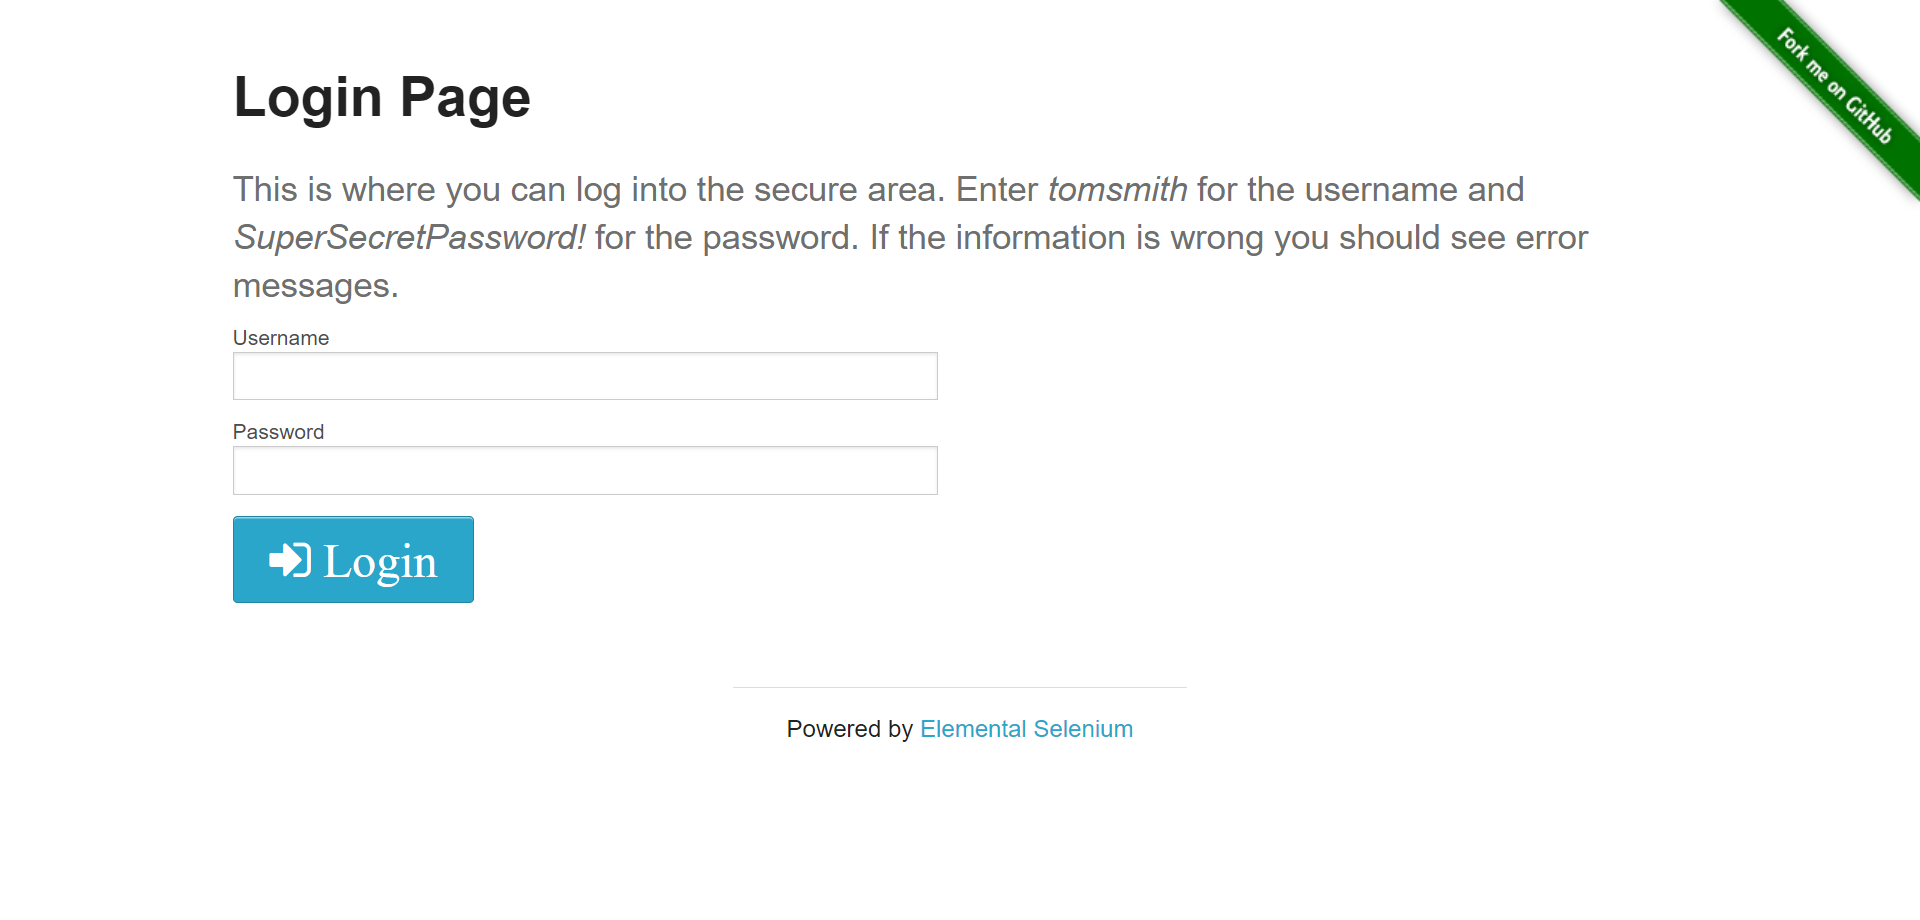 Login Page
Fork me on GitHub
This is where you can log into the secure area. Enter tomsmith for the username and
SuperSecretPassword! for the password. If the information is wrong you should see error
messages.
Username
Password
Login
Powered by Elemental Selenium